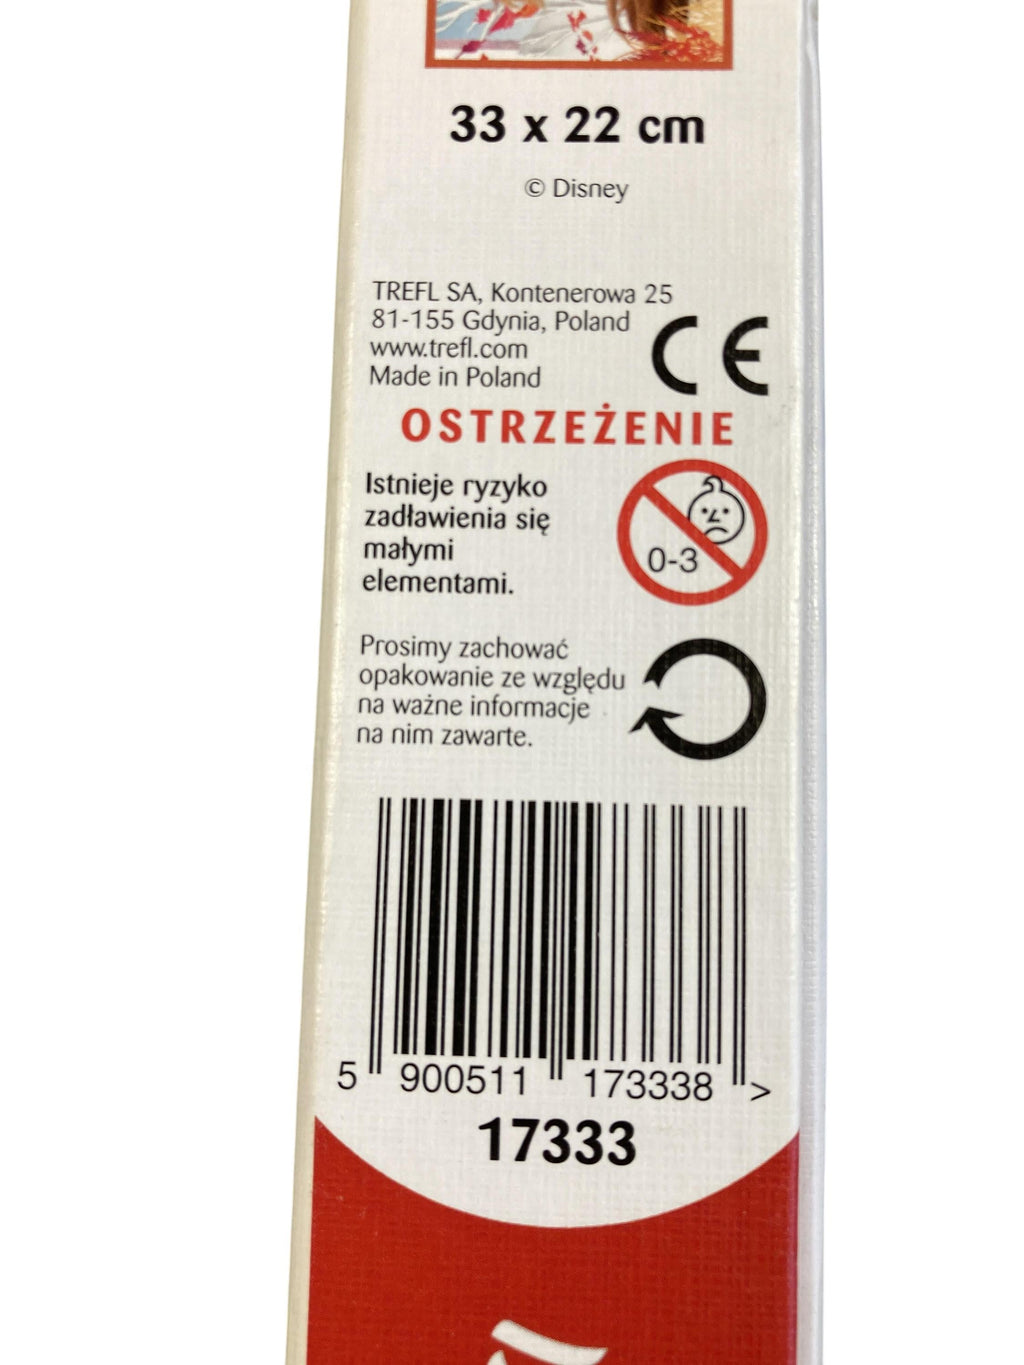 33 x 22 cm
© Disney
TREFL SA, Kontenerowa 25
81-155 Gdynia, Poland
www.trefl.com
Made in Poland
CE
OSTRZEŻENIE
Istnieje ryzyko
zadławienia się
małymi
elementami.
0-3
Prosimy zachować
opakowanie ze względu
na ważne informacje
na nim zawarte.
5 900511 173338 >
17333